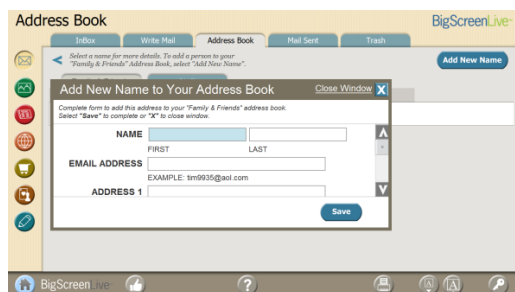 Address Book
BigScreenLive
InBox
Write Mail
Address Book
Mail Sent
Trash
Select a name for more details. To add a person to your
"Family & Friends" Address Book, select "Add New Name".
Add New Name
Add New Name to Your Address Book
Close Window X
Complete form to add this address to your "Family & Friends" address book.
Select "Save" to complete or "X" to close window.
NAME
FIRST
LAST
EMAIL ADDRESS
EXAMPLE: tim9935@aol.com
ADDRESS 1
Save
BigScreenLive
?
A
A